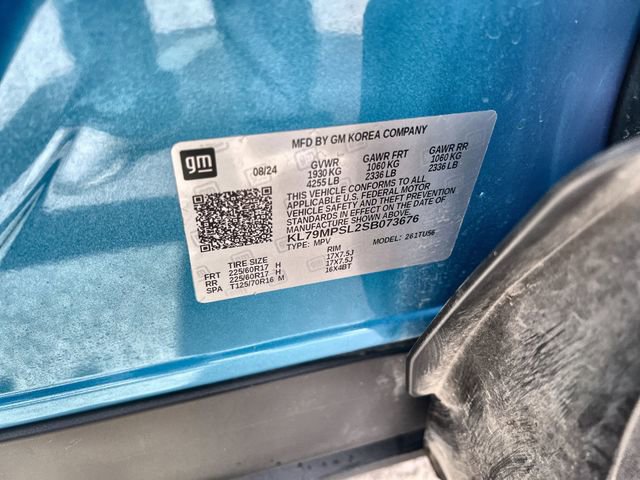 MFD BY GM KOREA COMPANY
gm
08/24
GVWR GAWR FRT GAWR RR
1930 KG 1060 KG 1060 KG
4255 LB 2336 LB 2336 LB
THIS VEHICLE CONFORMS TO ALL
APPLICABLE U.S. FEDERAL MOTOR
VEHICLE SAFETY AND THEFT PREVENTION
STANDARDS IN EFFECT ON THE DATE OF
MANUFACTURE SHOWN ABOVE.
KL79MPSL2SB073676
TYPE: MPV MODEL: 261TU56
TIRE SIZE RIM
FRT 225/60R17 H 17X7.5J
RR 225/60R17 H 17X7.5J
SPA T125/70R16 M 16X4BT